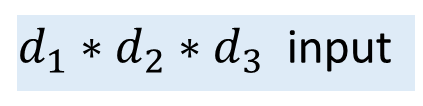 d₁ * d₂ * d₃ input